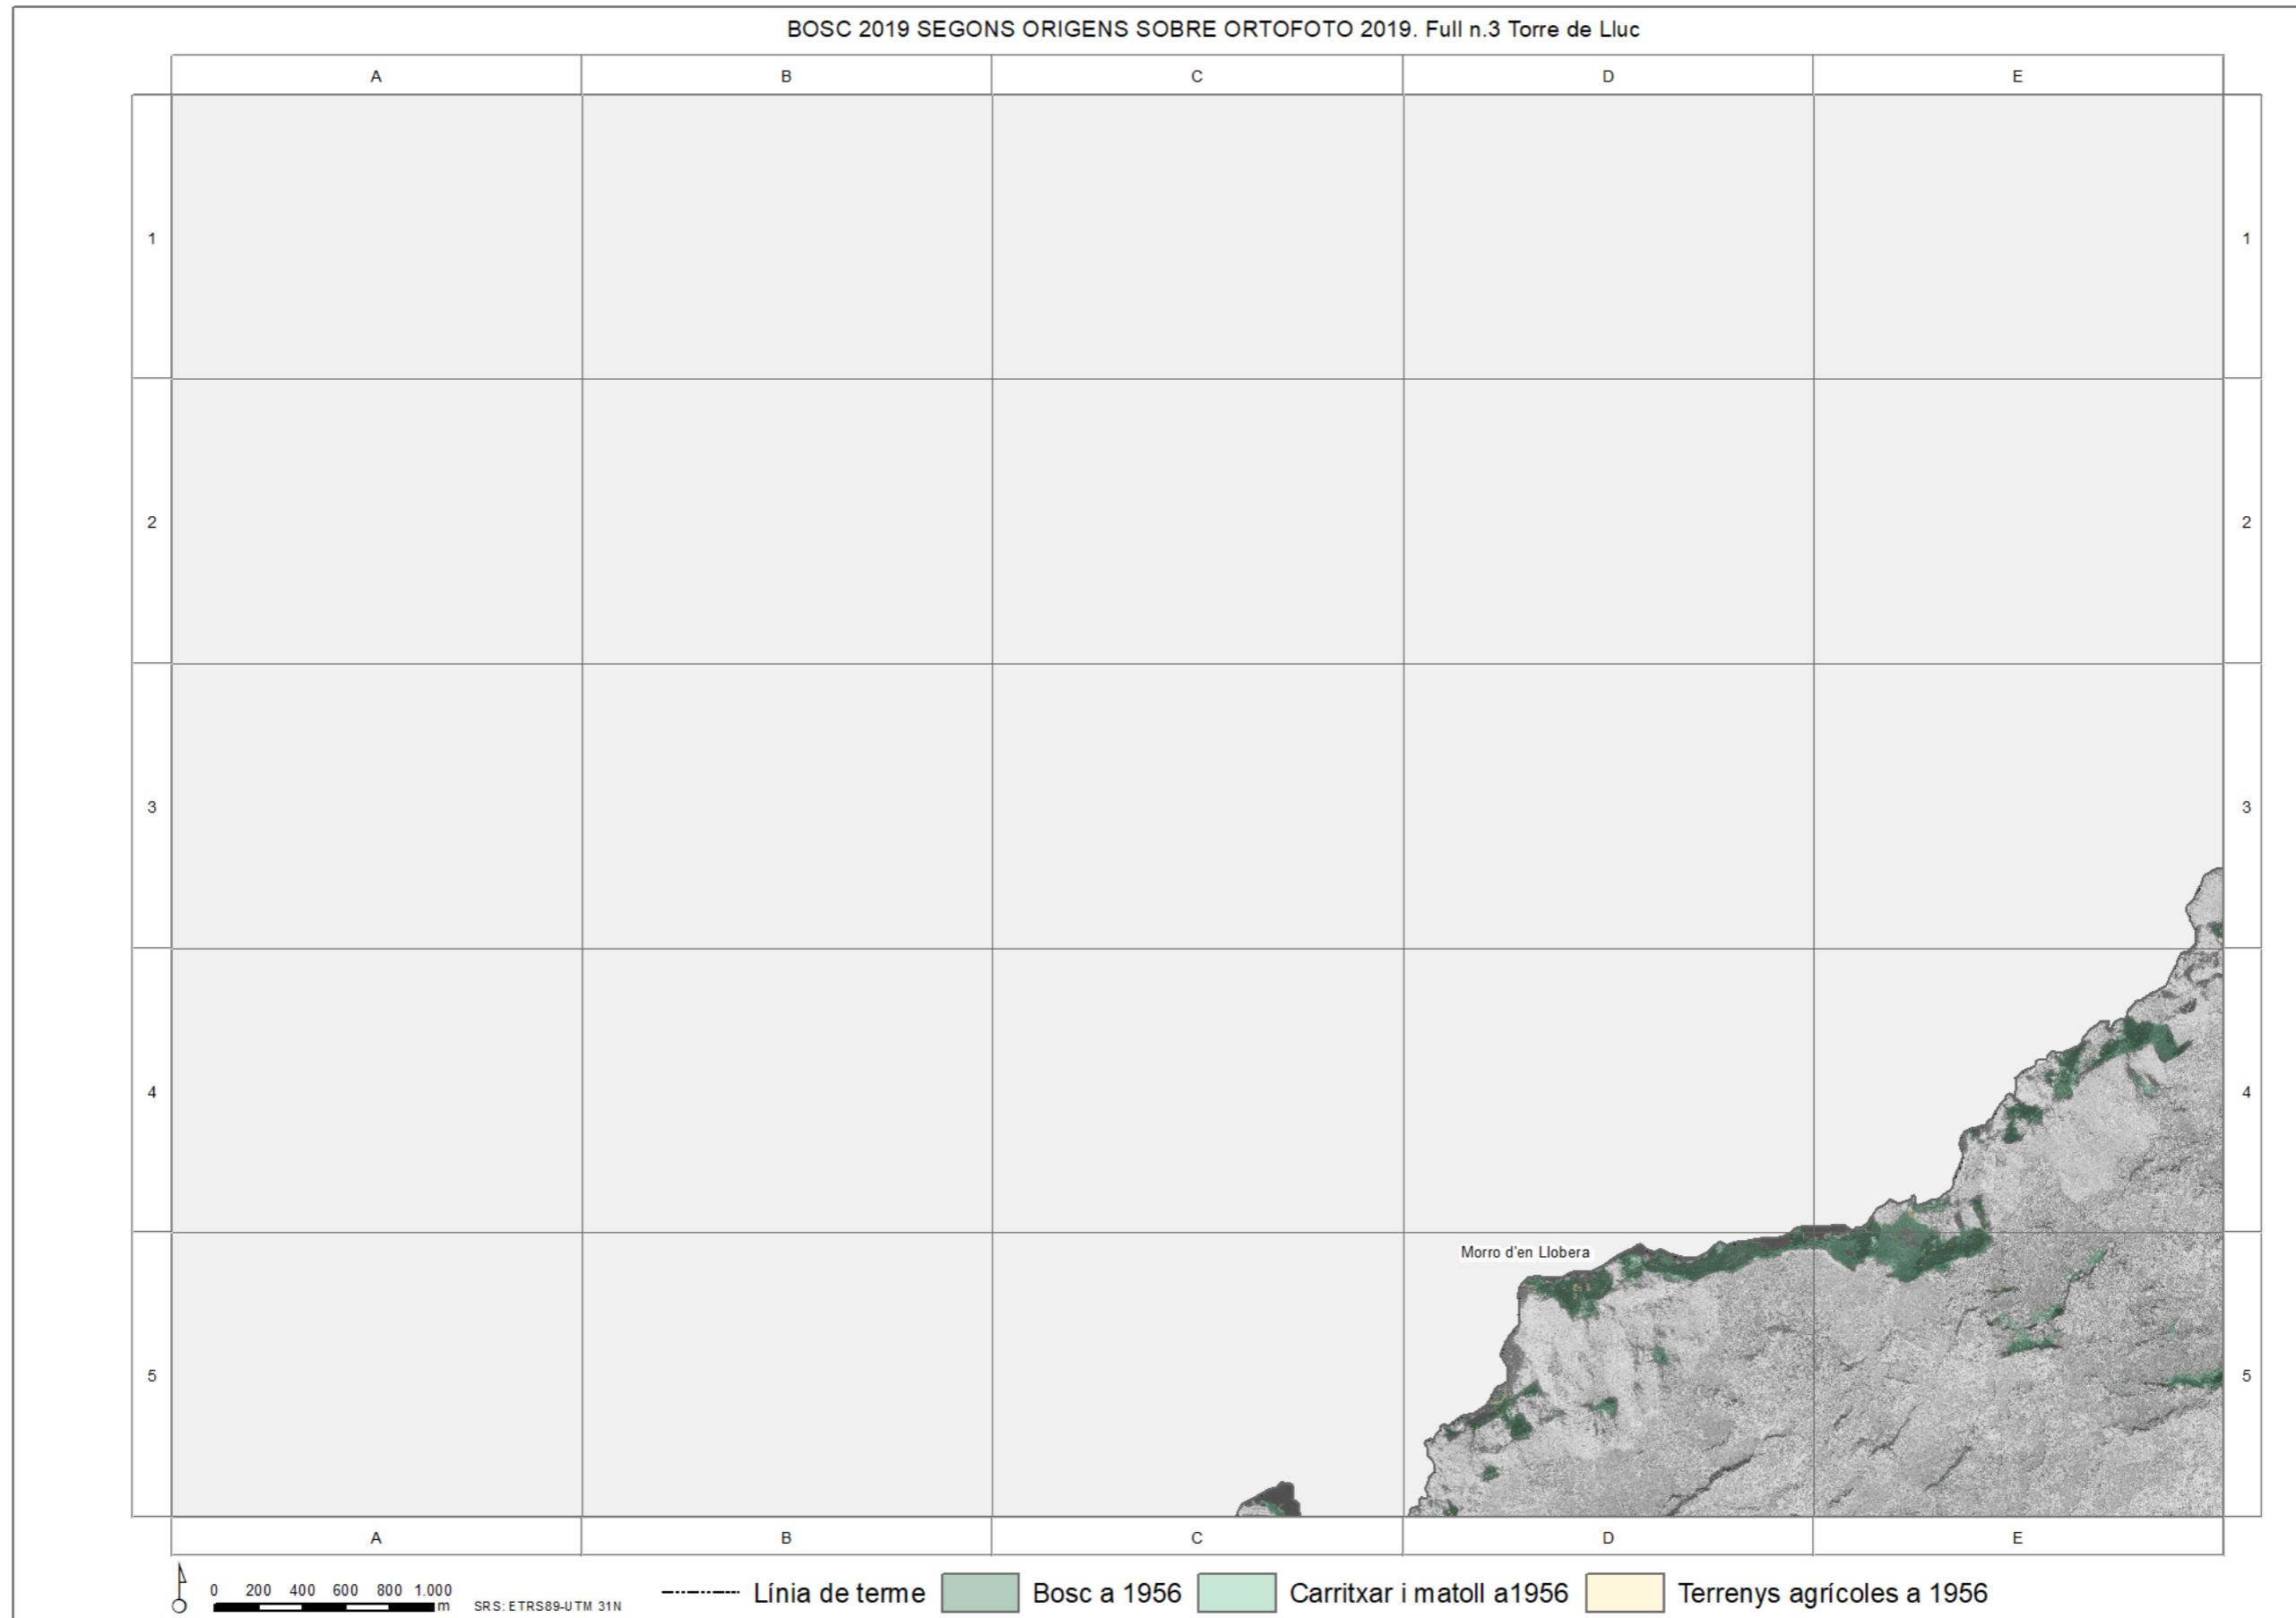 BOSC 2019 SEGONS ORIGENS SOBRE ORTOFOTO 2019. Full n.3 Torre de Lluc
A B C D E
1 1
2 2
3 3
4 4
Morro d'en Llobera
5 5
A B C D E
0 200 400 600 800 1.000
m
SRS: ETRS89-UTM 31N
Línia de terme
Bosc a 1956
Carritxar i matoll a1956
Terrenys agrícoles a 1956